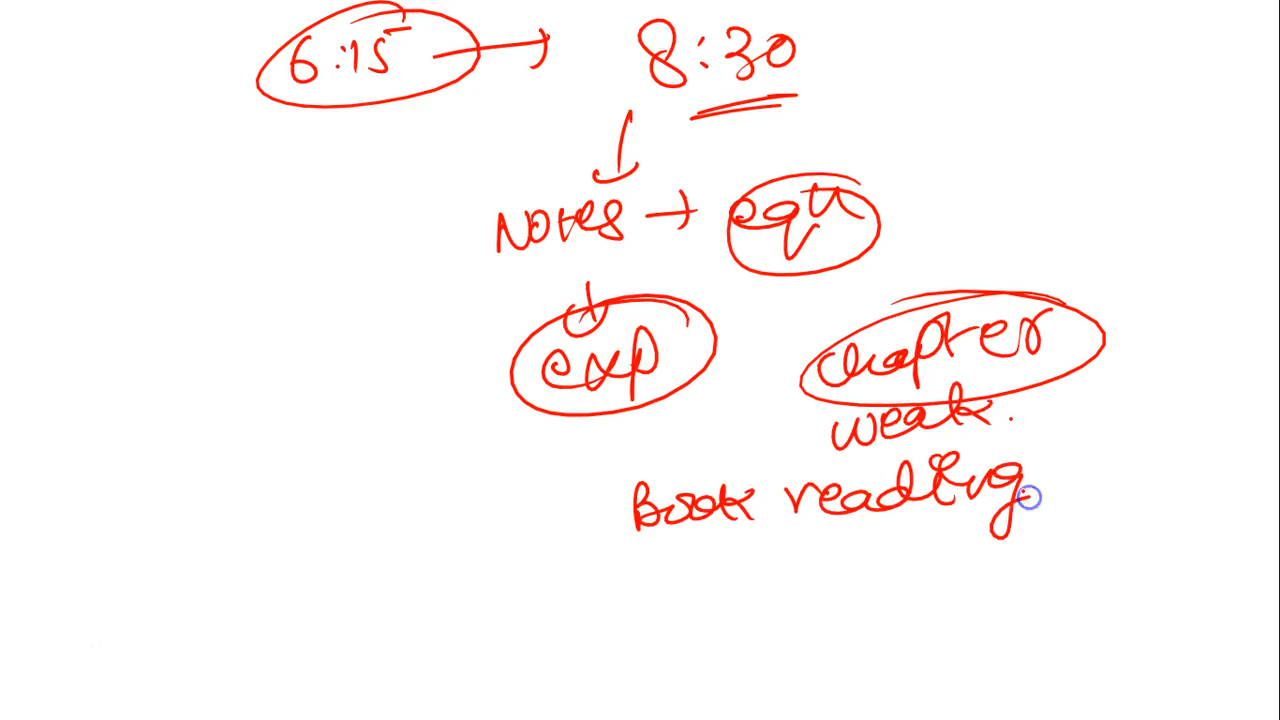 6:15 → 8:30
Notes → eqn
exp
chapter
weak.
Book reading.